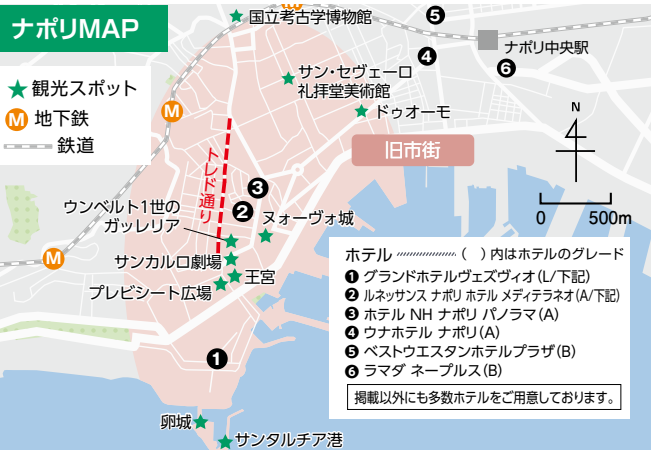 ナポリMAP
★観光スポット
M 地下鉄
鉄道
国立考古学博物館
M
❺
ナポリ中央駅
❹
❻
サン・セヴェーロ
礼拝堂美術館
ドゥオーモ
M
旧市街
トレド通り
N
0 500m
❸
❷
ウンベルト1世の
ガッレリア
ヌォーヴォ城
サンカルロ劇場
王宮
プレビシート広場
M
❶
卵城
サンタルチア港
ホテル ( )内はホテルのグレード
❶ グランドホテルヴェズヴィオ(L/下記)
❷ ルネッサンス ナポリ ホテル メディテラネオ(A/下記)
❸ ホテル NH ナポリ パノラマ(A)
❹ ウナホテル ナポリ(A)
❺ ベストウエスタンホテルプラザ(B)
❻ ラマダ ネープルス(B)
掲載以外にも多数ホテルをご用意しております。